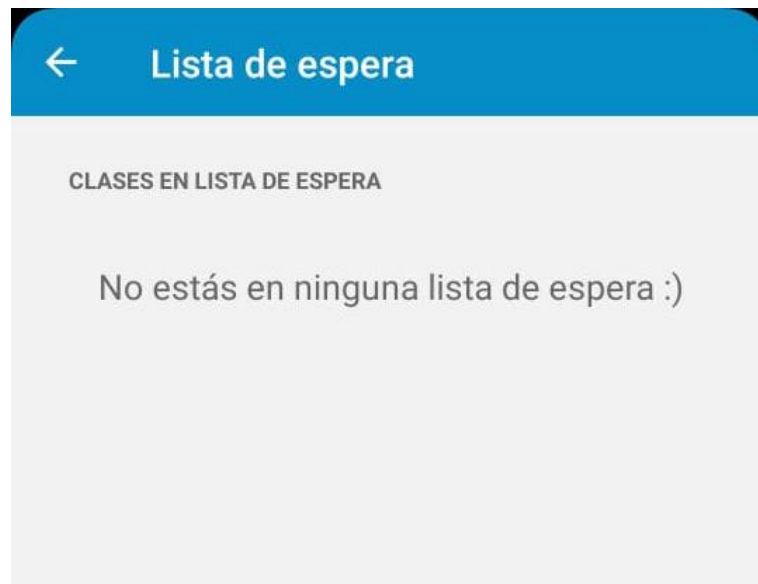 Lista de espera
CLASES EN LISTA DE ESPERA
No estás en ninguna lista de espera :)